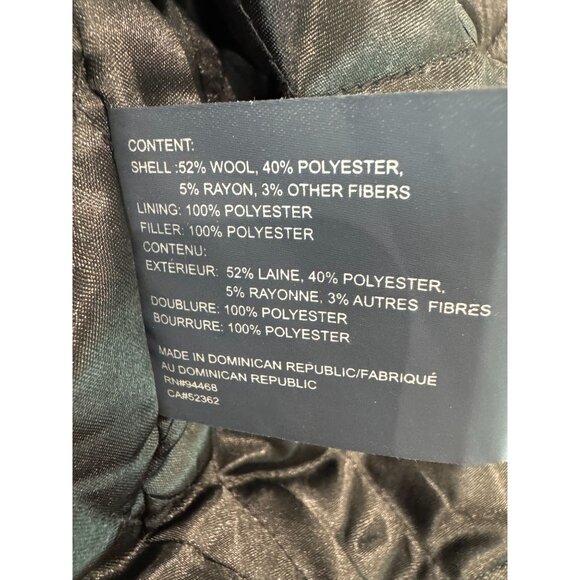 CONTENT:
SHELL :52% WOOL, 40% POLYESTER,
5% RAYON, 3% OTHER FIBERS
LINING: 100% POLYESTER
FILLER: 100% POLYESTER
CONTENU:
EXTÉRIEUR: 52% LAINE, 40% POLYESTER,
5% RAYONNE, 3% AUTRES FIBRES
DOUBLURE: 100% POLYESTER
BOURRURE: 100% POLYESTER
MADE IN DOMINICAN REPUBLIC/FABRIQUÉ
AU DOMINICAN REPUBLIC
RN#94468
CA#52362